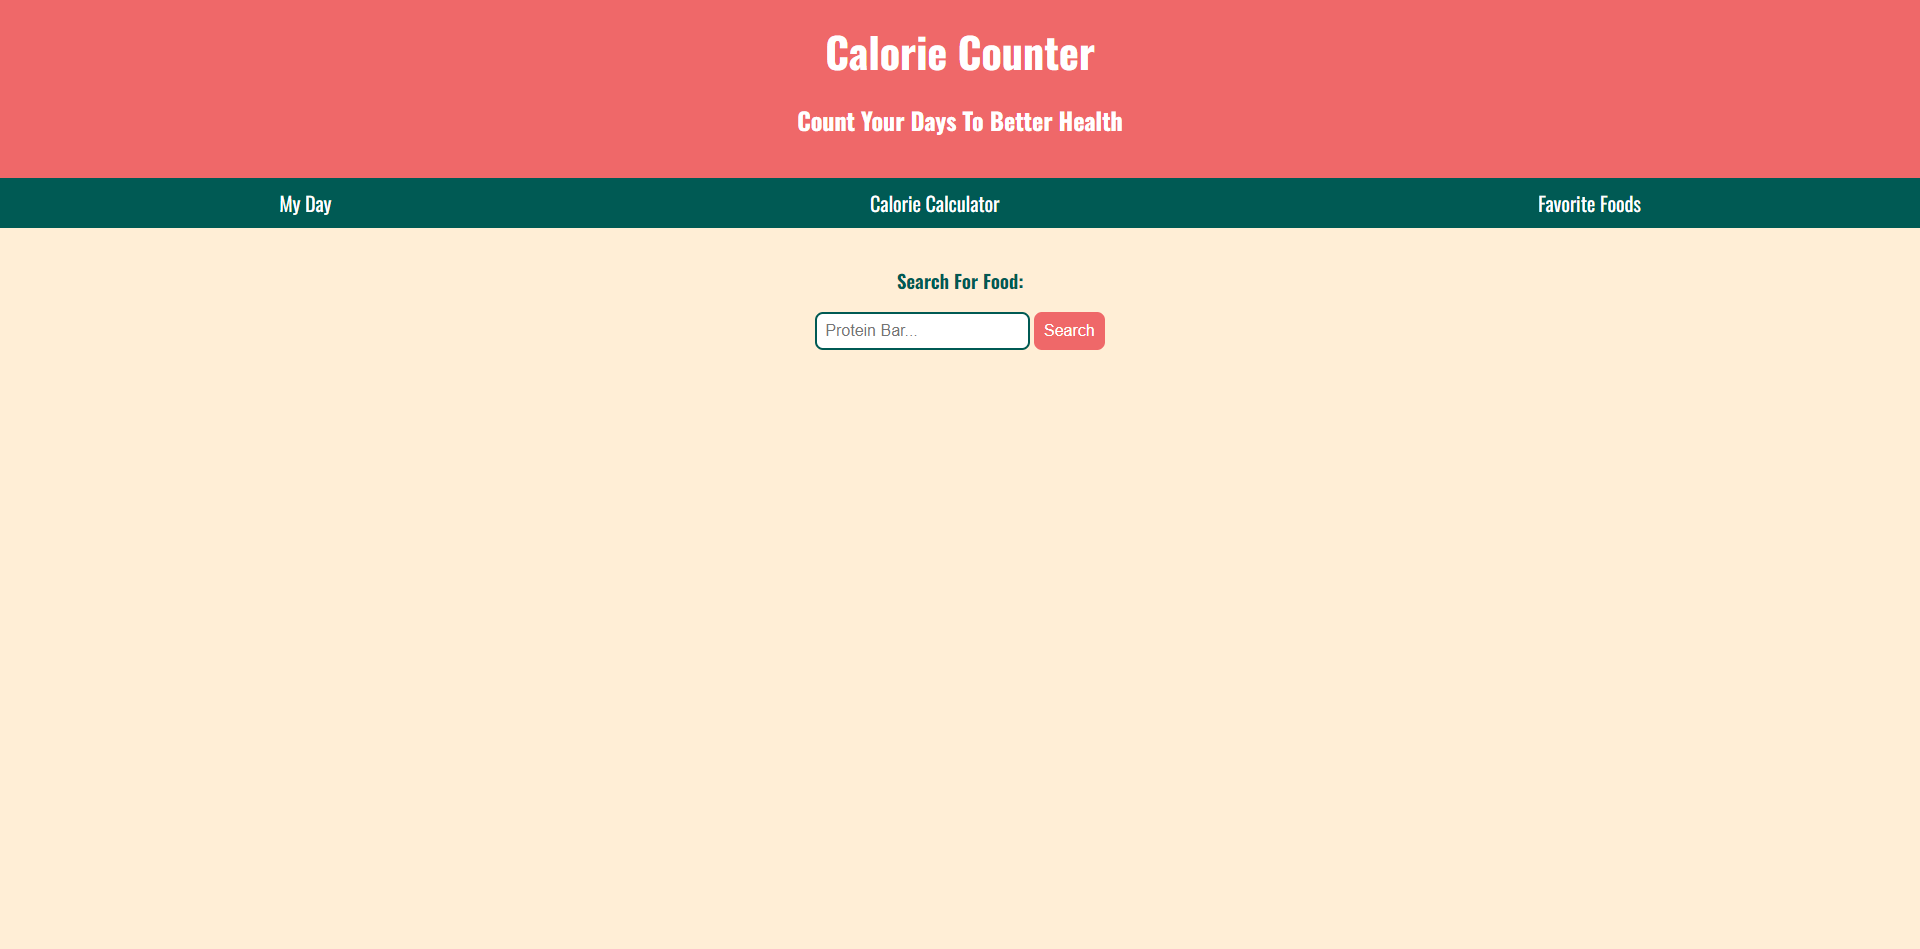 Calorie Counter
Count Your Days To Better Health
My Day Calorie Calculator Favorite Foods
Search For Food:
Protein Bar... Search